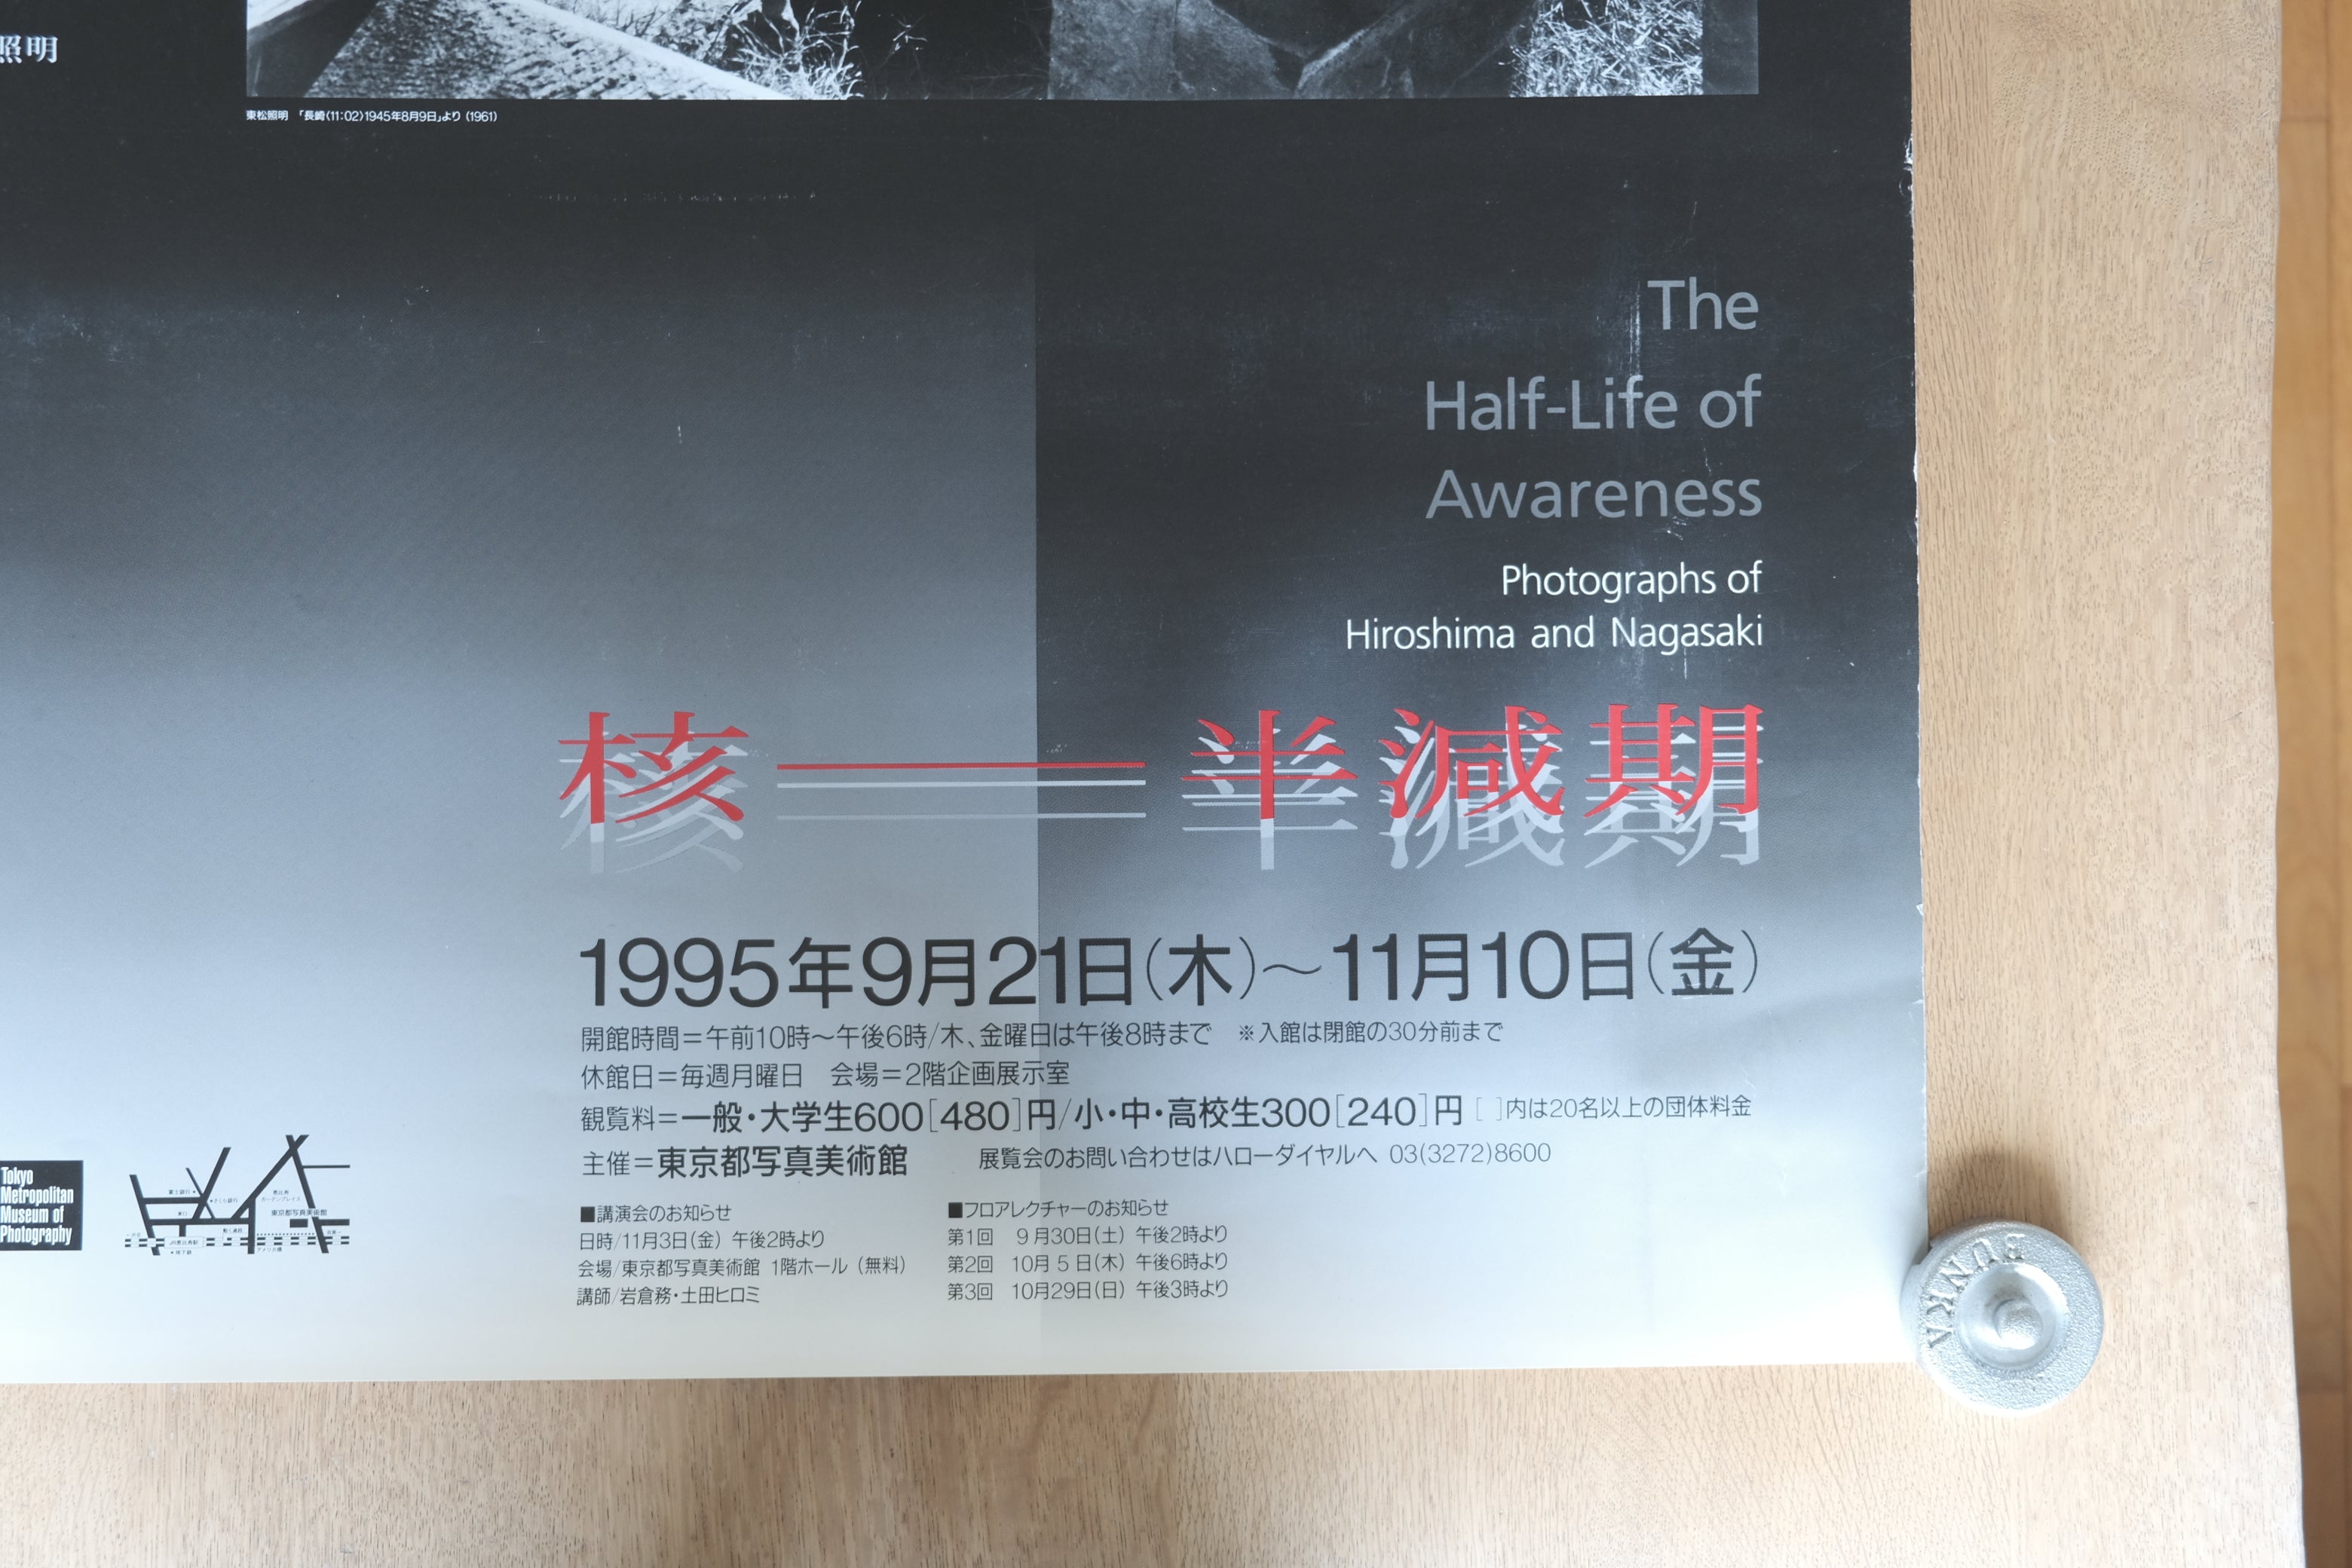 照明
東松照明 「長崎〈11:02〉1945年8月9日」より (1961)
The
Half-Life of
Awareness
Photographs of
Hiroshima and Nagasaki
核——半減期
1995年9月21日(木)〜11月10日(金)
開館時間=午前10時〜午後6時/木、金曜日は午後8時まで ※入館は閉館の30分前まで
休館日=毎週月曜日 会場=2階企画展示室
観覧料=一般・大学生600[480]円/小・中・高校生300[240]円 [ ]内は20名以上の団体料金
主催=東京都写真美術館 展覧会のお問い合わせはハローダイヤルへ 03(3272)8600
■講演会のお知らせ
日時/11月3日(金) 午後2時より
会場/東京都写真美術館 1階ホール (無料)
講師/岩倉務・土田ヒロミ
■フロアレクチャーのお知らせ
第1回 9月30日(土) 午後2時より
第2回 10月5日(木) 午後6時より
第3回 10月29日(日) 午後3時より
Tokyo
Metropolitan
Museum of
Photography
東京都写真美術館
BUNKA